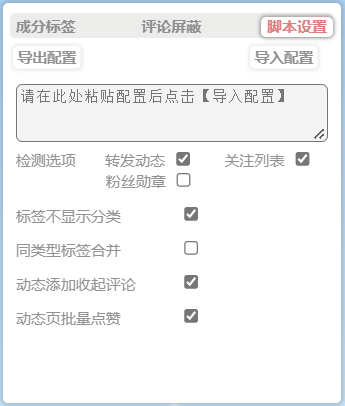 成分标签 评论屏蔽 脚本设置
导出配置 导入配置
请在此处粘贴配置后点击【导入配置】
检测选项 转发动态 关注列表
粉丝勋章
标签不显示分类
同类型标签合并
动态添加收起评论
动态页批量点赞